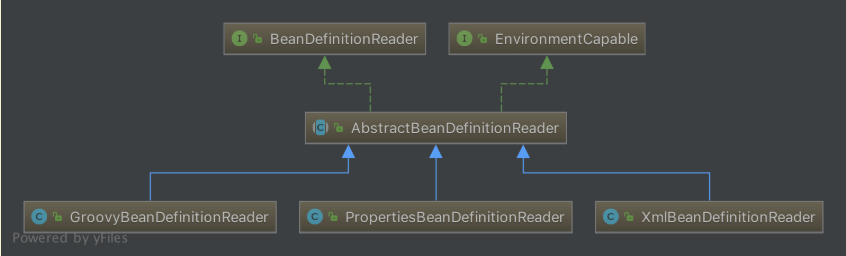 BeanDefinitionReader
EnvironmentCapable
AbstractBeanDefinitionReader
GroovyBeanDefinitionReader
PropertiesBeanDefinitionReader
XmlBeanDefinitionReader
Powered by yFiles